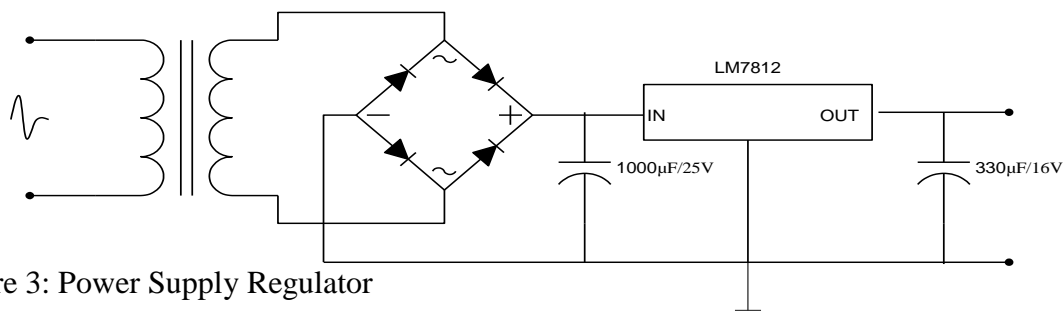 LM7812
IN OUT
1000µF/25V
330µF/16V
re 3: Power Supply Regulator